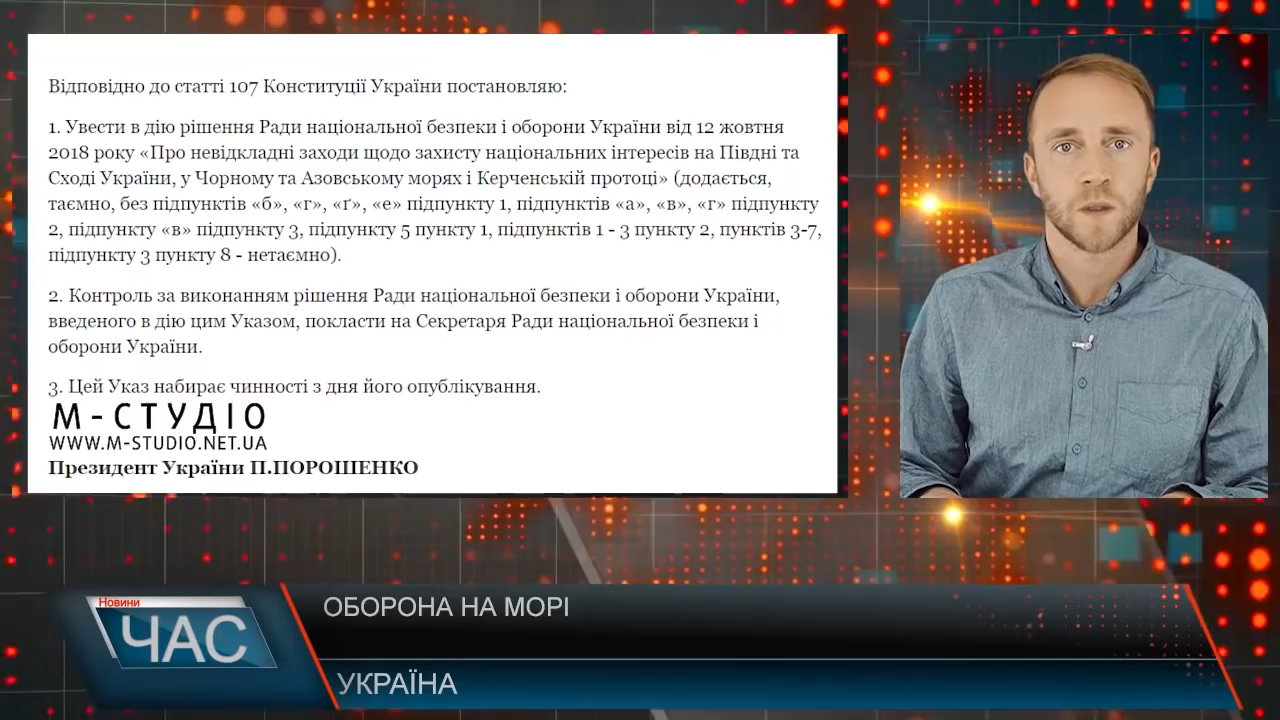 Відповідно до статті 107 Конституції України постановляю:
1. Увести в дію рішення Ради національної безпеки і оборони України від 12 жовтня
2018 року «Про невідкладні заходи щодо захисту національних інтересів на Півдні та
Сході України, у Чорному та Азовському морях і Керченській протоці» (додається,
таємно, без підпунктів «б», «г», «ґ», «е» підпункту 1, підпунктів «а», «в», «г» підпункту
2, підпункту «в» підпункту 3, підпункту 5 пункту 1, підпунктів 1 - 3 пункту 2, пунктів 3-7,
підпункту 3 пункту 8 - нетаємно).
2. Контроль за виконанням рішення Ради національної безпеки і оборони України,
введеного в дію цим Указом, покласти на Секретаря Ради національної безпеки і
оборони України.
3. Цей Указ набирає чинності з дня його опублікування.
М-СТУДІО
WWW.M-STUDIO.NET.UA
Президент України П.ПОРОШЕНКО
Новини
ЧАС
ОБОРОНА НА МОРІ
УКРАЇНА